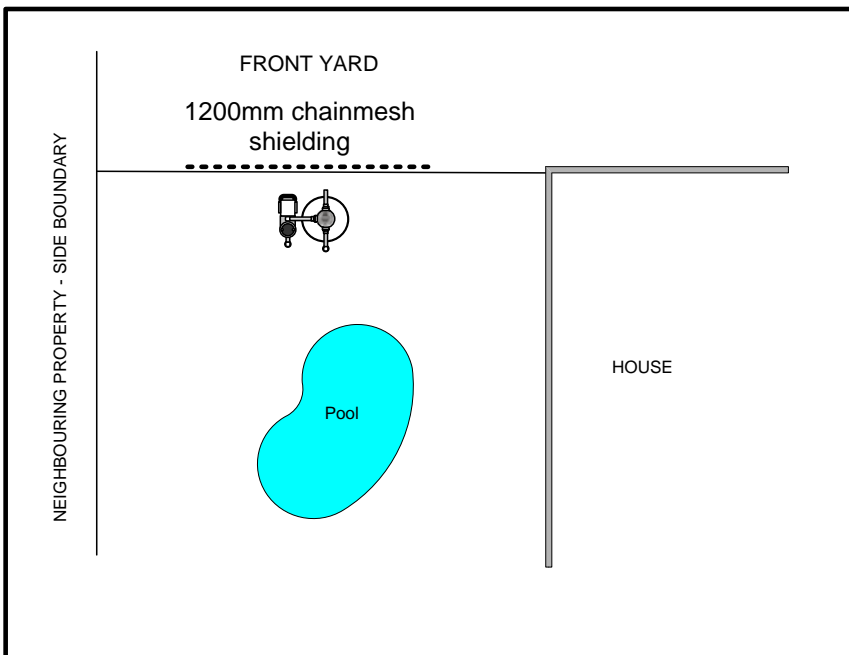 FRONT YARD
1200mm chainmesh
shielding
NEIGHBOURING PROPERTY - SIDE BOUNDARY
HOUSE
Pool